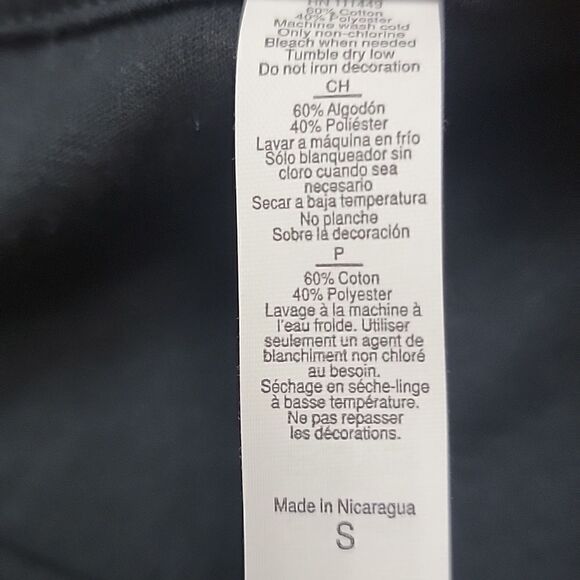 RN 111449
60% Cotton
40% Polyester
Machine wash cold
Only non-chlorine
Bleach when needed
Tumble dry low
Do not iron decoration
CH
60% Algodón
40% Poliéster
Lavar a máquina en frío
Sólo blanqueador sin
cloro cuando sea
necesario
Secar a baja temperatura
No planche
Sobre la decoración
P
60% Coton
40% Polyester
Lavage à la machine à
l'eau froide. Utiliser
seulement un agent de
blanchiment non chloré
au besoin.
Séchage en séche-linge
à basse température.
Ne pas repasser
les décorations.
Made in Nicaragua
S